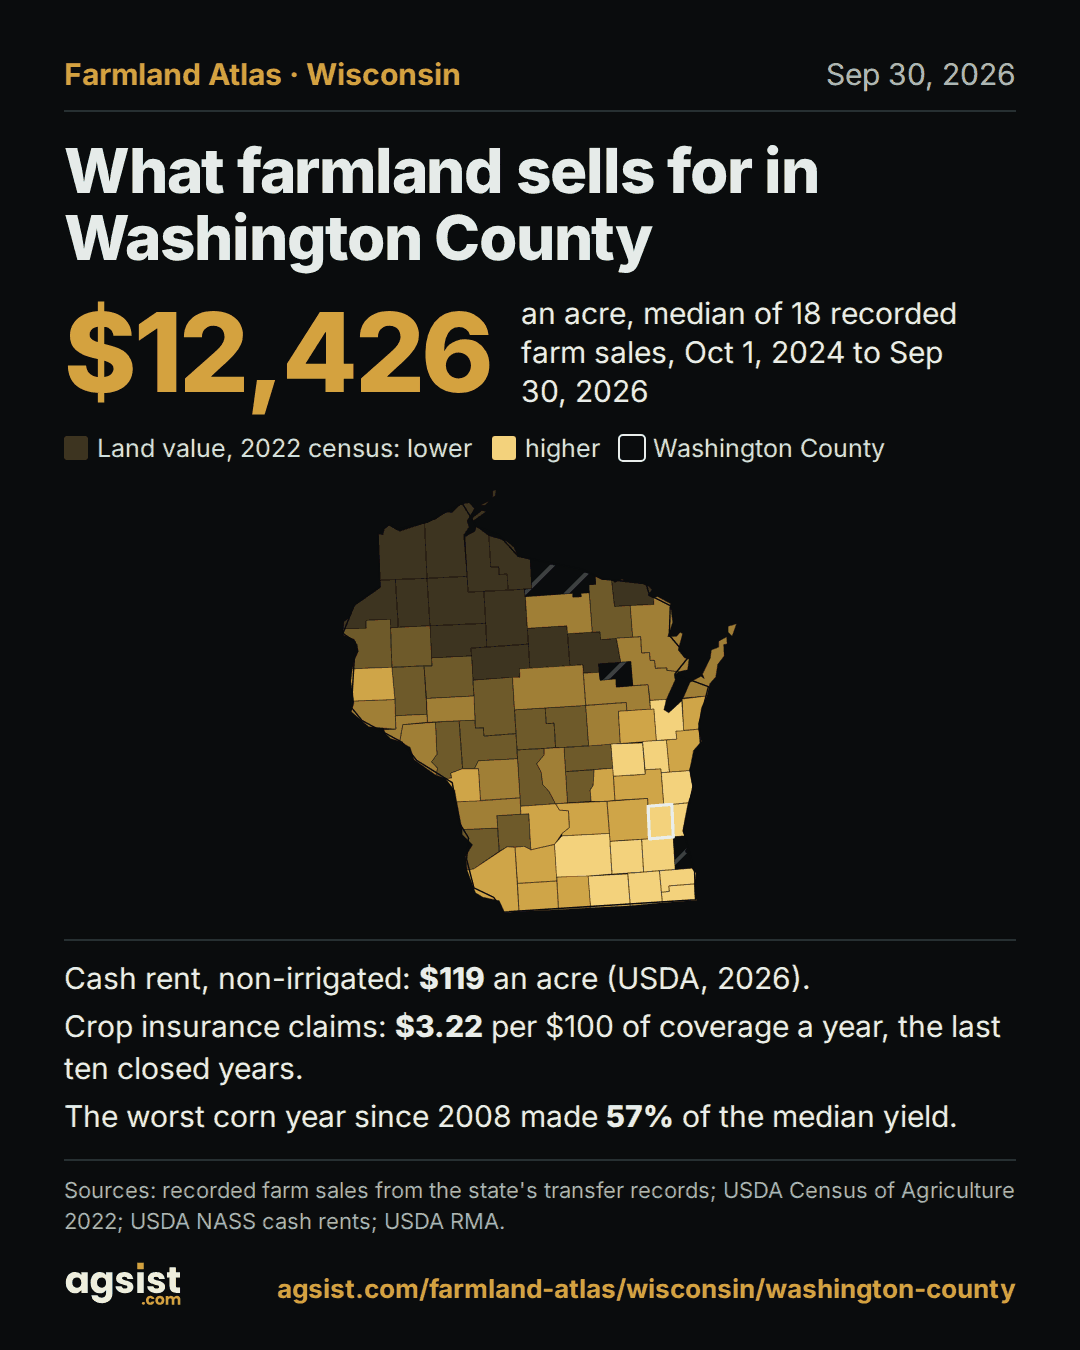 Farmland Atlas · Wisconsin
Sep 30, 2026
What farmland sells for in
Washington County
$12,426
an acre, median of 18 recorded
farm sales, Oct 1, 2024 to Sep
30, 2026
Land value, 2022 census: lower
higher
Washington County
Cash rent, non-irrigated: $119 an acre (USDA, 2026).
Crop insurance claims: $3.22 per $100 of coverage a year, the last
ten closed years.
The worst corn year since 2008 made 57% of the median yield.
Sources: recorded farm sales from the state's transfer records; USDA Census of Agriculture
2022; USDA NASS cash rents; USDA RMA.
agsist
.com
agsist.com/farmland-atlas/wisconsin/washington-county